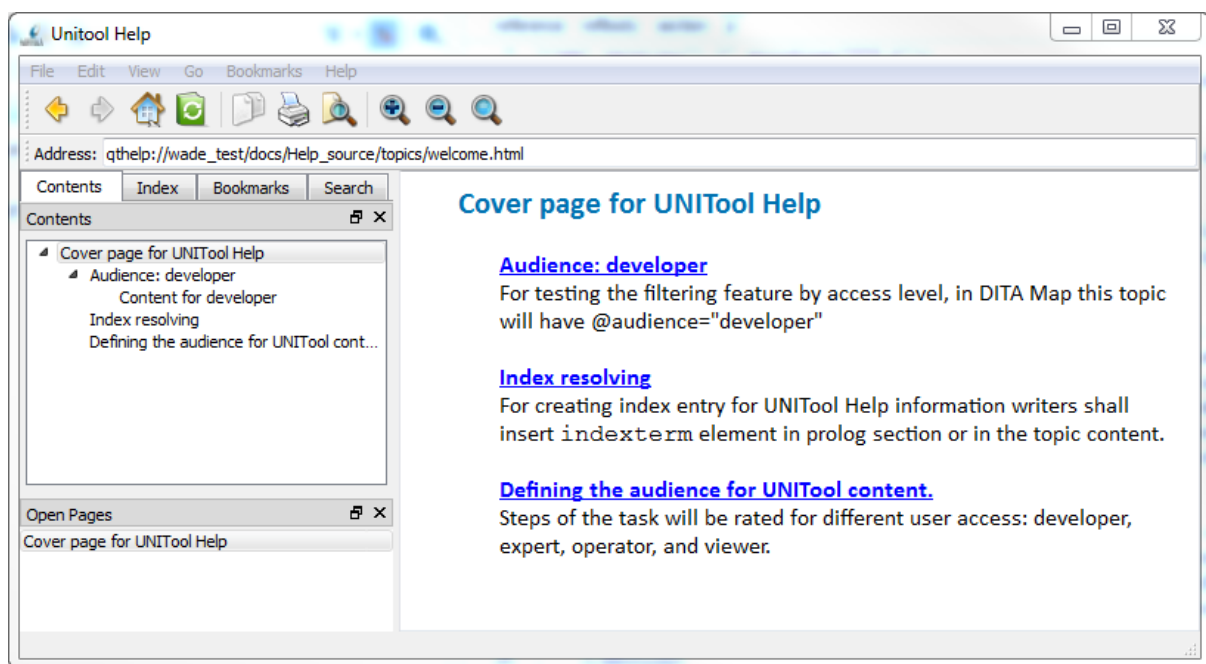 Unitool Help
File Edit View Go Bookmarks Help
Address: qthelp://wade_test/docs/Help_source/topics/welcome.html
Contents Index Bookmarks Search
Contents
Cover page for UNITool Help
Audience: developer
Content for developer
Index resolving
Defining the audience for UNITool cont...
Open Pages
Cover page for UNITool Help
Cover page for UNITool Help
Audience: developer
For testing the filtering feature by access level, in DITA Map this topic
will have @audience="developer"
Index resolving
For creating index entry for UNITool Help information writers shall
insert indexterm element in prolog section or in the topic content.
Defining the audience for UNITool content.
Steps of the task will be rated for different user access: developer,
expert, operator, and viewer.